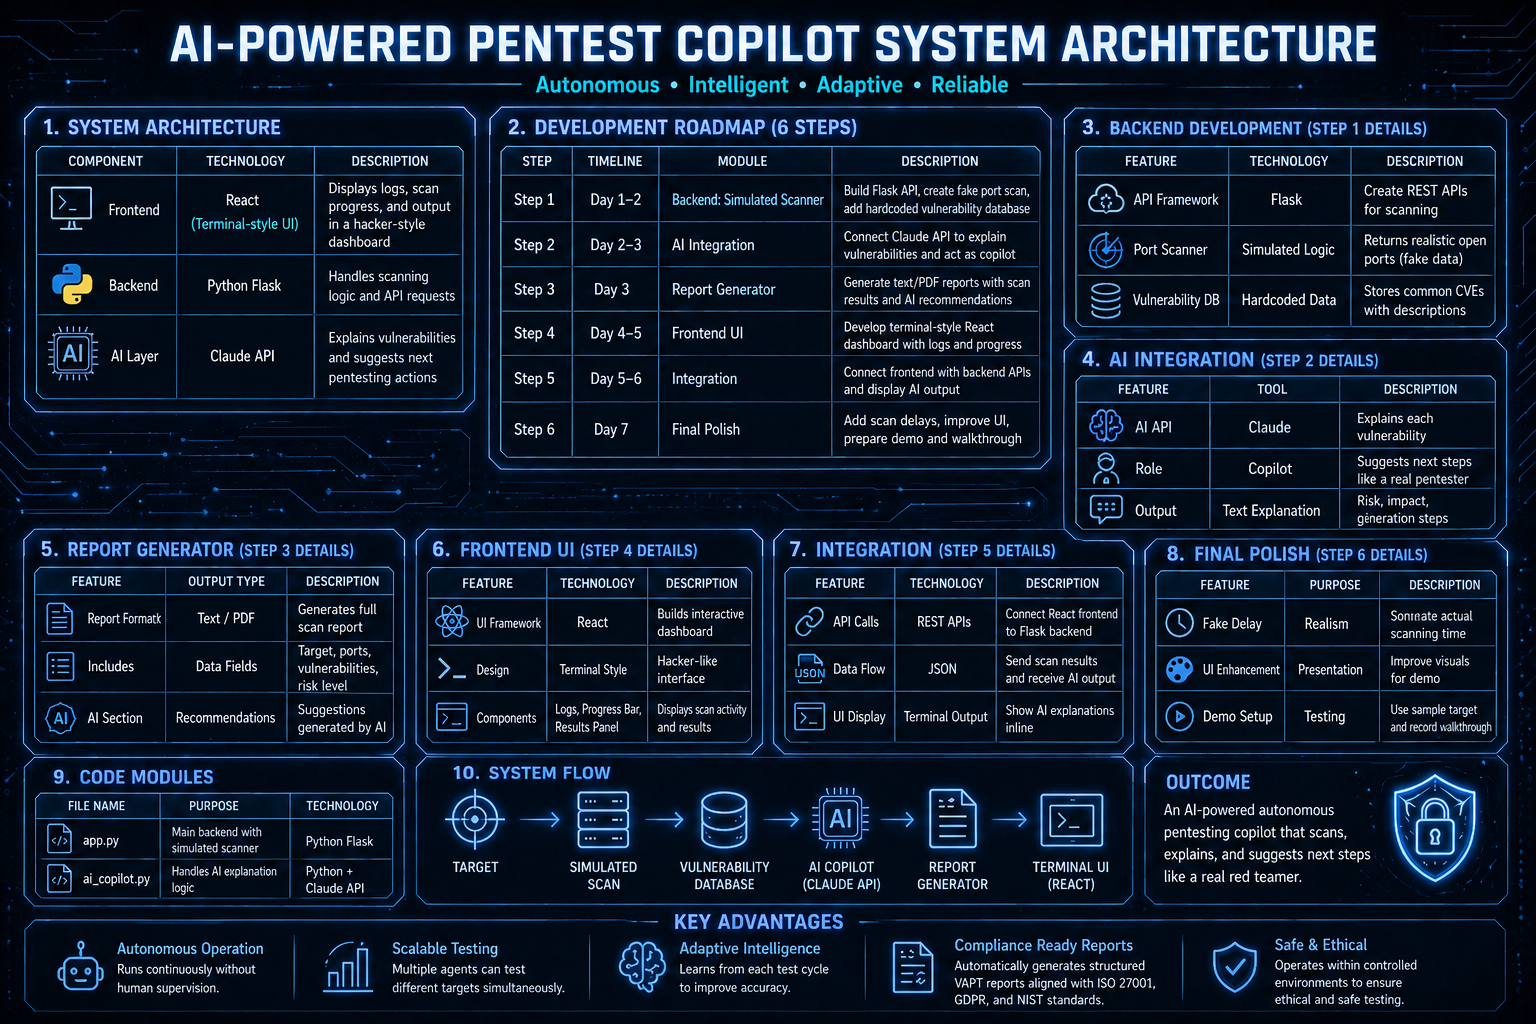 AI-POWERED PENTEST COPILOT SYSTEM ARCHITECTURE
Autonomous • Intelligent • Adaptive • Reliable
1. SYSTEM ARCHITECTURE
COMPONENT TECHNOLOGY DESCRIPTION
>_ Frontend
React
(Terminal-style UI)
Displays logs, scan
progress, and output
in a hacker-style
dashboard
Backend
Python Flask
Handles scanning
logic and API requests
AI
AI Layer
Claude API
Explains vulnerabilities
and suggests next
pentesting actions
2. DEVELOPMENT ROADMAP (6 STEPS)
STEP TIMELINE MODULE DESCRIPTION
Step 1 Day 1–2 Backend: Simulated Scanner
Build Flask API, create fake port scan,
add hardcoded vulnerability database
Step 2 Day 2–3 AI Integration
Connect Claude API to explain
vulnerabilities and act as copilot
Step 3 Day 3 Report Generator
Generate text/PDF reports with scan
results and AI recommendations
Step 4 Day 4–5 Frontend UI
Develop terminal-style React
dashboard with logs and progress
Step 5 Day 5–6 Integration
Connect frontend with backend APIs
and display AI output
Step 6 Day 7 Final Polish
Add scan delays, improve UI,
prepare demo and walkthrough
3. BACKEND DEVELOPMENT (STEP 1 DETAILS)
FEATURE TECHNOLOGY DESCRIPTION
API Framework Flask
Create REST APIs
for scanning
Port Scanner Simulated Logic
Returns realistic open
ports (fake data)
Vulnerability DB Hardcoded Data
Stores common CVEs
with descriptions
4. AI INTEGRATION (STEP 2 DETAILS)
FEATURE TOOL DESCRIPTION
AI API Claude
Explains each
vulnerability
Role Copilot
Suggests next steps
like a real pentester
Output Text Explanation
Risk, impact,
generation steps
5. REPORT GENERATOR (STEP 3 DETAILS)
FEATURE OUTPUT TYPE DESCRIPTION
Report Formatk Text / PDF
Generates full
scan report
Includes Data Fields
Target, ports,
vulnerabilities,
risk level
AI
AI Section Recommendations
Suggestions
generated by AI
6. FRONTEND UI (STEP 4 DETAILS)
FEATURE TECHNOLOGY DESCRIPTION
UI Framework React
Builds interactive
dashboard
>_ Design Terminal Style
Hacker-like
interface
>_ Components
Logs, Progress Bar,
Results Panel
Displays scan activity
and results
7. INTEGRATION (STEP 5 DETAILS)
FEATURE TECHNOLOGY DESCRIPTION
API Calls REST APIs
Connect React frontend
to Flask backend
JSON
Data Flow JSON
Send scan nesults
and receive AI output
>_ UI Display Terminal Output
Show AI explanations
inline
8. FINAL POLISH (STEP 6 DETAILS)
FEATURE PURPOSE DESCRIPTION
Fake Delay Realism
Sonnate actual
scanning time
UI Enhancement Presentation
Improve visuals
for demo
Demo Setup Testing
Use sample target
and record walkthrough
9. CODE MODULES
FILE NAME PURPOSE TECHNOLOGY
</> app.py
Main backend with
simulated scanner
Python Flask
</> ai_copilot.py
Handles AI explanation
logic
Python +
Claude API
10. SYSTEM FLOW
AI
>_
TARGET
SIMULATED
SCAN
VULNERABILITY
DATABASE
AI COPILOT
(CLAUDE API)
REPORT
GENERATOR
TERMINAL UI
(REACT)
OUTCOME
An AI-powered autonomous
pentesting copilot that scans,
explains, and suggests next steps
like a real red teamer.
KEY ADVANTAGES
Autonomous Operation
Runs continuously without
human supervision.
Scalable Testing
Multiple agents can test
different targets simultaneously.
Adaptive Intelligence
Learns from each test cycle
to improve accuracy.
Compliance Ready Reports
Automatically generates structured
VAPT reports aligned with ISO 27001,
GDPR, and NIST standards.
Safe & Ethical
Operates within controlled
environments to ensure
ethical and safe testing.